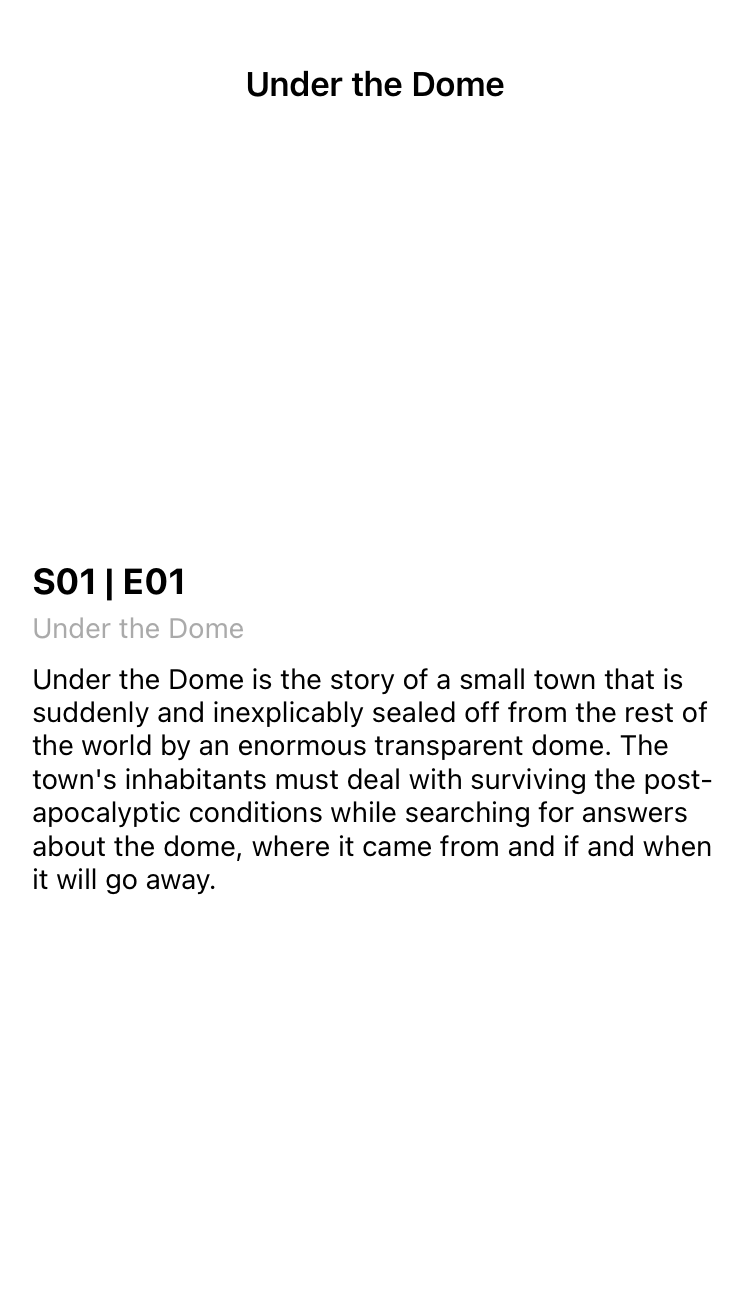 Under the Dome
S01 | E01
Under the Dome
Under the Dome is the story of a small town that is
suddenly and inexplicably sealed off from the rest of
the world by an enormous transparent dome. The
town's inhabitants must deal with surviving the post-
apocalyptic conditions while searching for answers
about the dome, where it came from and if and when
it will go away.